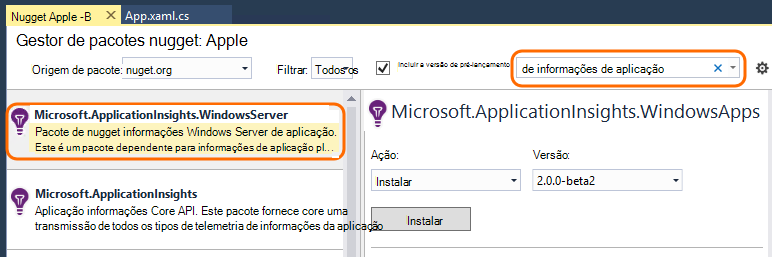 Nugget Apple -B ✕ App.xaml.cs
Gestor de pacotes nuget: Apple
Origem de pacote: nuget.org Filtrar: Todos os Incluir a versão de pré-lançamento de informações de aplicação ✕
Microsoft.ApplicationInsights.WindowsServer
Pacote de nugget informações Windows Server de aplicação.
Este é um pacote dependente para informações de aplicação pl...
Microsoft.ApplicationInsights
Aplicação informações Core API. Este pacote fornece core uma
transmissão de todos os tipos de telemetria de informações da aplicação
Microsoft.ApplicationInsights.WindowsApps
Ação: Versão:
Instalar 2.0.0-beta2
Instalar